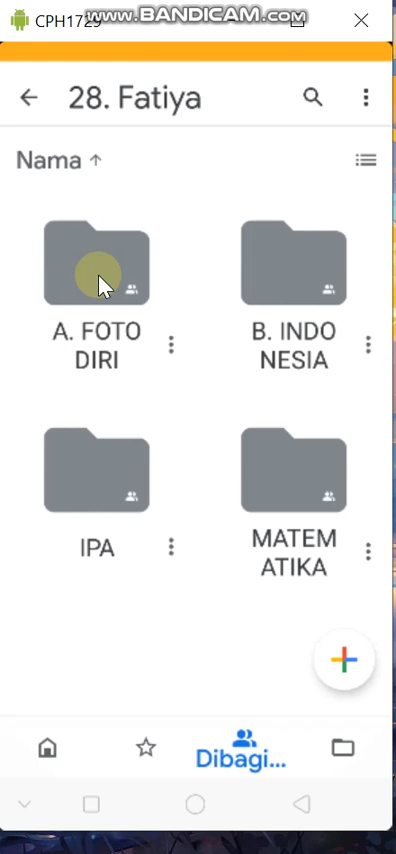 CPH1729
www.BANDICAM.com
28. Fatiya
Nama ↑
A. FOTO
DIRI
B. INDO
NESIA
IPA
MATEM
ATIKA
Dibagi...